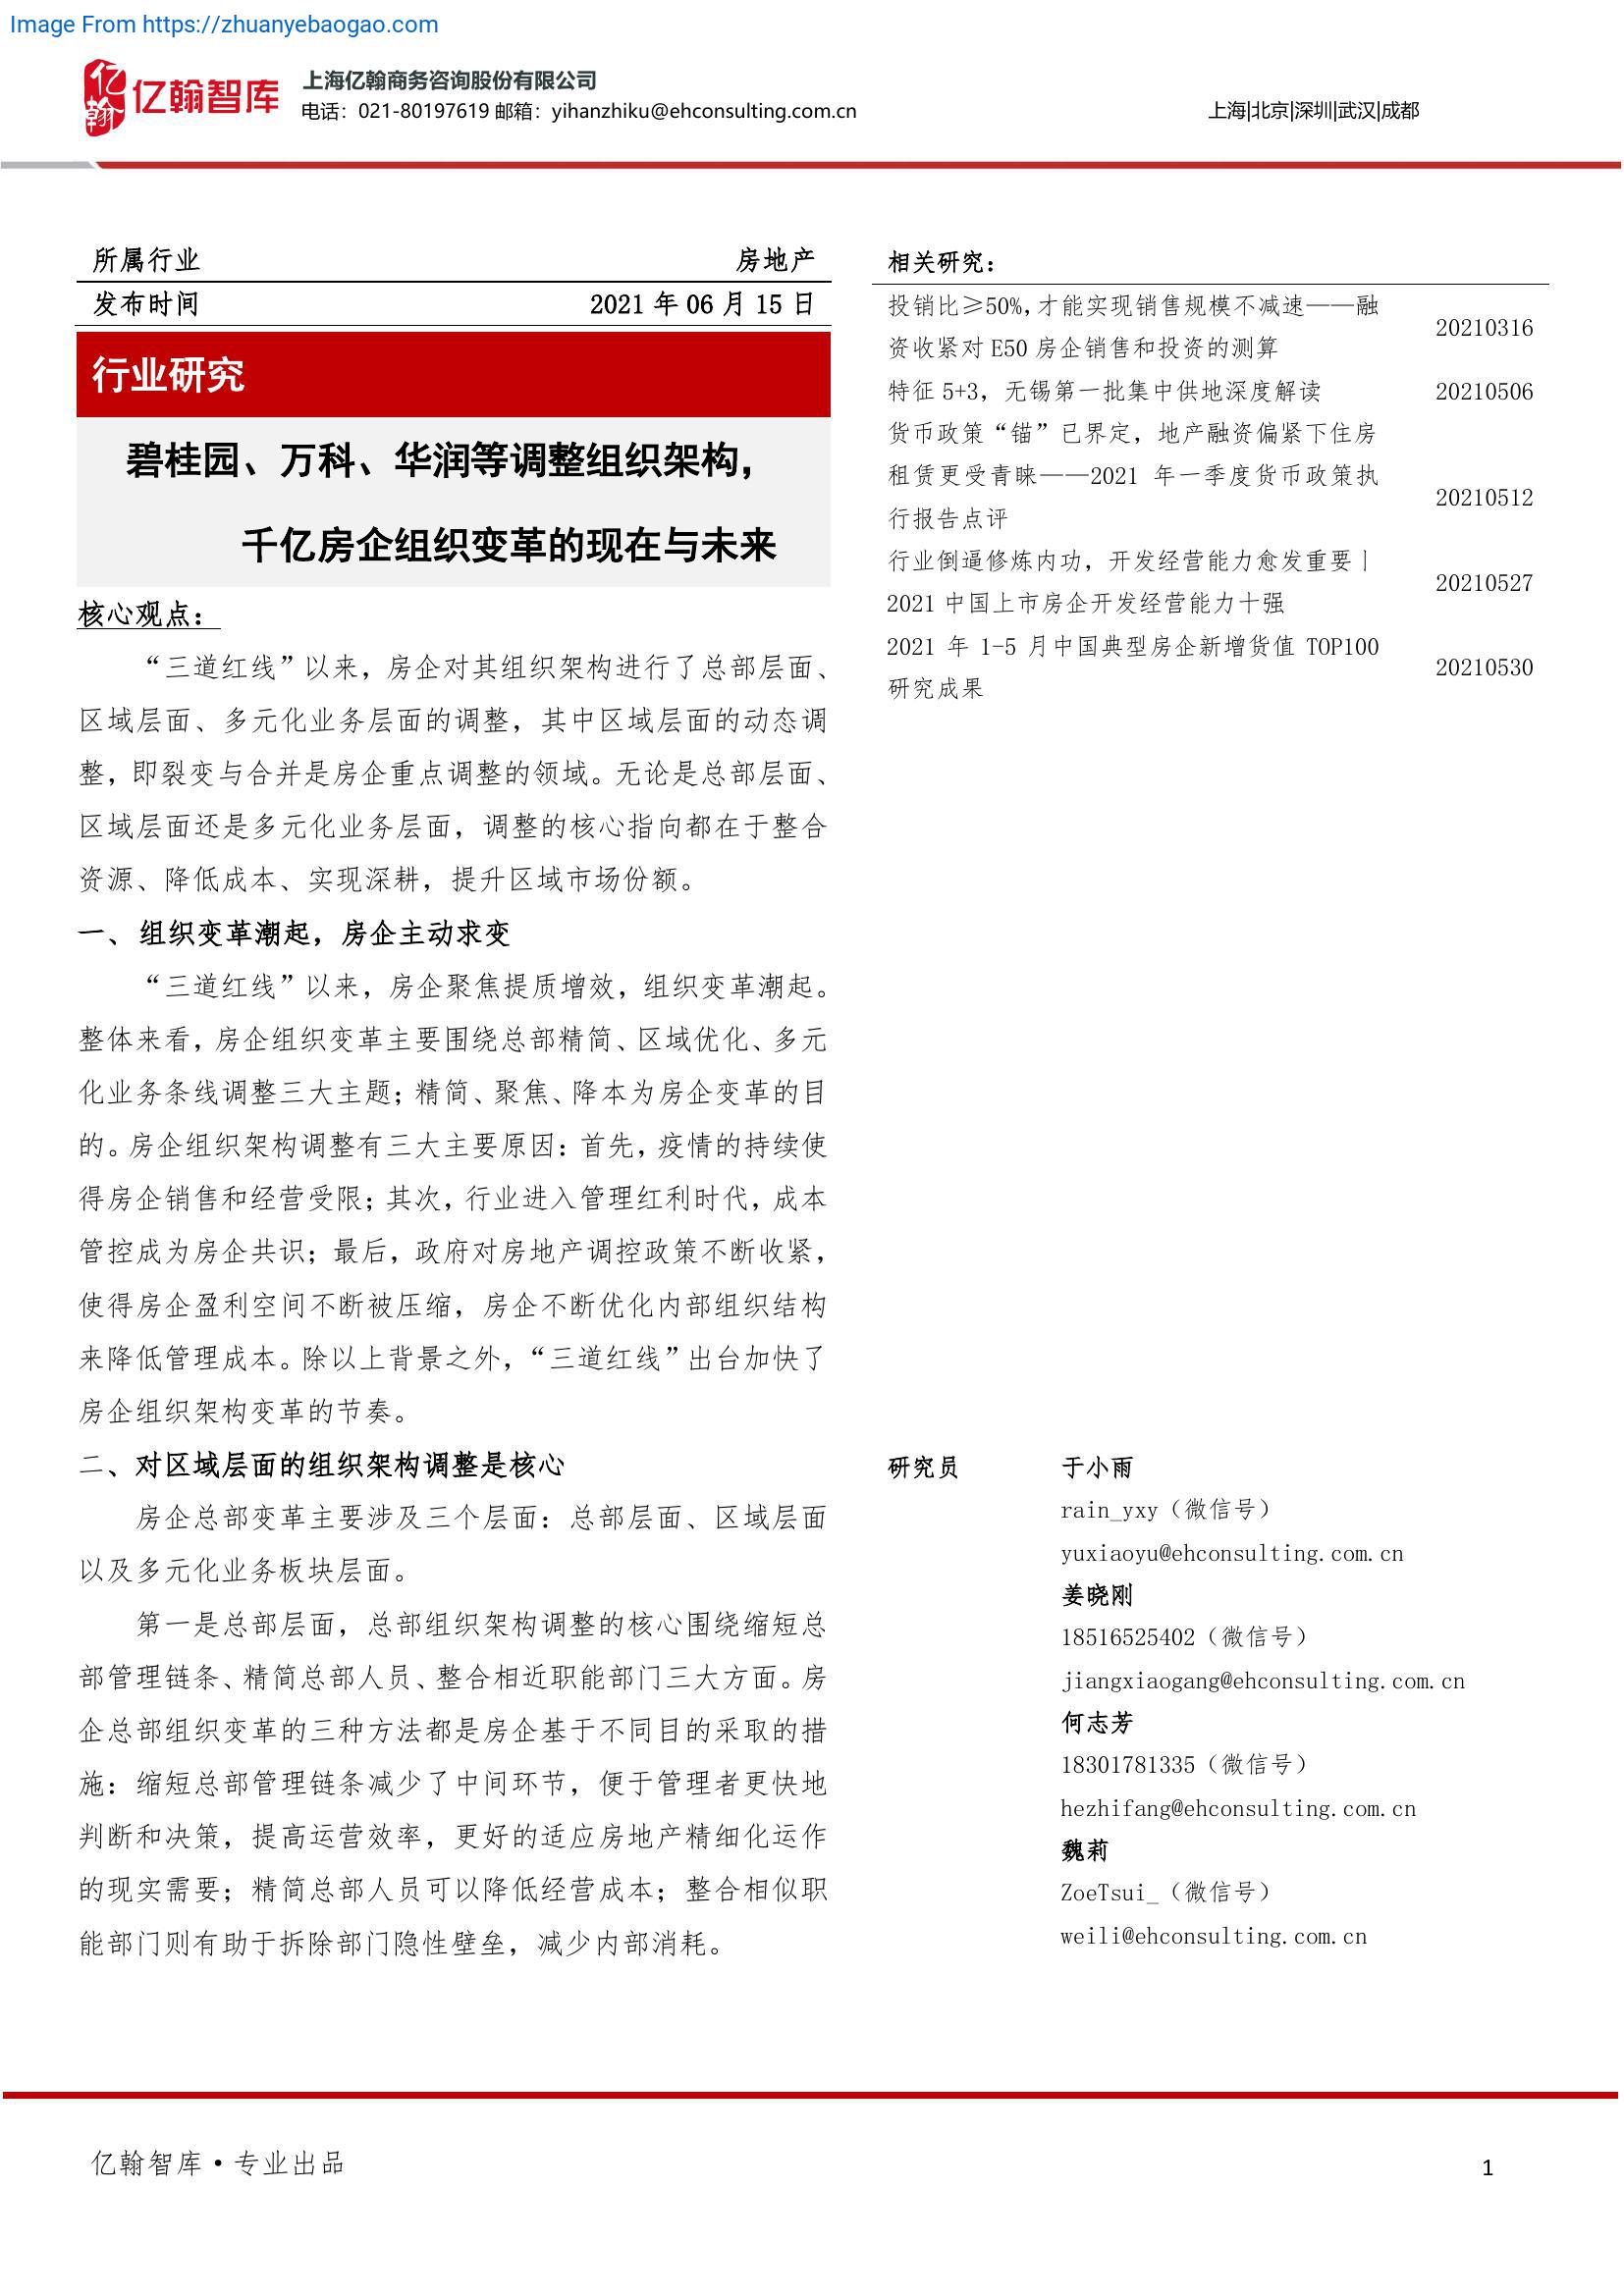 Image From https://zhuanyebaogao.com
亿翰
亿翰智库
上海亿翰商务咨询股份有限公司
电话：021-80197619 邮箱：yihanzhiku@ehconsulting.com.cn
上海|北京|深圳|武汉|成都
所属行业 房地产
发布时间 2021 年 06 月 15 日
行业研究
碧桂园、万科、华润等调整组织架构，
千亿房企组织变革的现在与未来
核心观点：
“三道红线”以来，房企对其组织架构进行了总部层面、
区域层面、多元化业务层面的调整，其中区域层面的动态调
整，即裂变与合并是房企重点调整的领域。无论是总部层面、
区域层面还是多元化业务层面，调整的核心指向都在于整合
资源、降低成本、实现深耕，提升区域市场份额。
一、 组织变革潮起，房企主动求变
“三道红线”以来，房企聚焦提质增效，组织变革潮起。
整体来看，房企组织变革主要围绕总部精简、区域优化、多元
化业务条线调整三大主题；精简、聚焦、降本为房企变革的目
的。房企组织架构调整有三大主要原因：首先，疫情的持续使
得房企销售和经营受限；其次，行业进入管理红利时代，成本
管控成为房企共识；最后，政府对房地产调控政策不断收紧，
使得房企盈利空间不断被压缩，房企不断优化内部组织结构
来降低管理成本。除以上背景之外，“三道红线”出台加快了
房企组织架构变革的节奏。
二、对区域层面的组织架构调整是核心
房企总部变革主要涉及三个层面：总部层面、区域层面
以及多元化业务板块层面。
第一是总部层面，总部组织架构调整的核心围绕缩短总
部管理链条、精简总部人员、整合相近职能部门三大方面。房
企总部组织变革的三种方法都是房企基于不同目的采取的措
施：缩短总部管理链条减少了中间环节，便于管理者更快地
判断和决策，提高运营效率，更好的适应房地产精细化运作
的现实需要；精简总部人员可以降低经营成本；整合相似职
能部门则有助于拆除部门隐性壁垒，减少内部消耗。
相关研究：
投销比≥50%，才能实现销售规模不减速——融
资收紧对 E50 房企销售和投资的测算 20210316
特征 5+3，无锡第一批集中供地深度解读 20210506
货币政策“锚”已界定，地产融资偏紧下住房
租赁更受青睐——2021 年一季度货币政策执
行报告点评 20210512
行业倒逼修炼内功，开发经营能力愈发重要丨
2021 中国上市房企开发经营能力十强 20210527
2021 年 1-5 月中国典型房企新增货值 TOP100
研究成果 20210530
研究员 于小雨
rain_yxy（微信号）
yuxiaoyu@ehconsulting.com.cn
姜晓刚
18516525402（微信号）
jiangxiaogang@ehconsulting.com.cn
何志芳
18301781335（微信号）
hezhifang@ehconsulting.com.cn
魏莉
ZoeTsui_（微信号）
weili@ehconsulting.com.cn
亿翰智库·专业出品
1